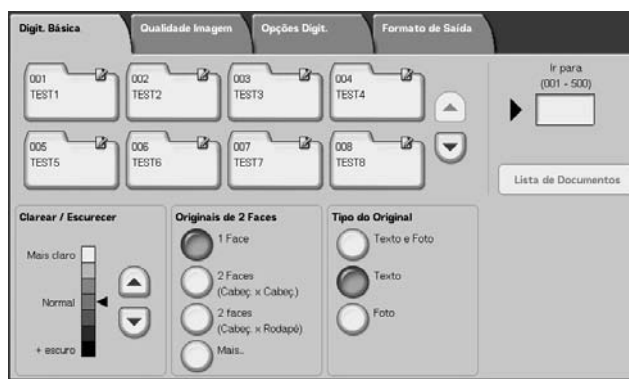 Digit. Básica
Qualidade Imagem
Opções Dígit.
Formato de Saída
001
TEST1
002
TEST2
003
TEST3
004
TEST4
Ir para
(001 - 500)
005
TEST5
006
TEST6
007
TEST7
008
TEST8
Lista de Documentos
Clarear / Escurecer
Mais claro
Normal
+ escuro
Originais de 2 Faces
1 Face
2 Faces
(Cabeç. x Cabeç.)
2 faces
(Cabeç. x Rodapé)
Mais..
Tipo do Original
Texto e Foto
Texto
Foto